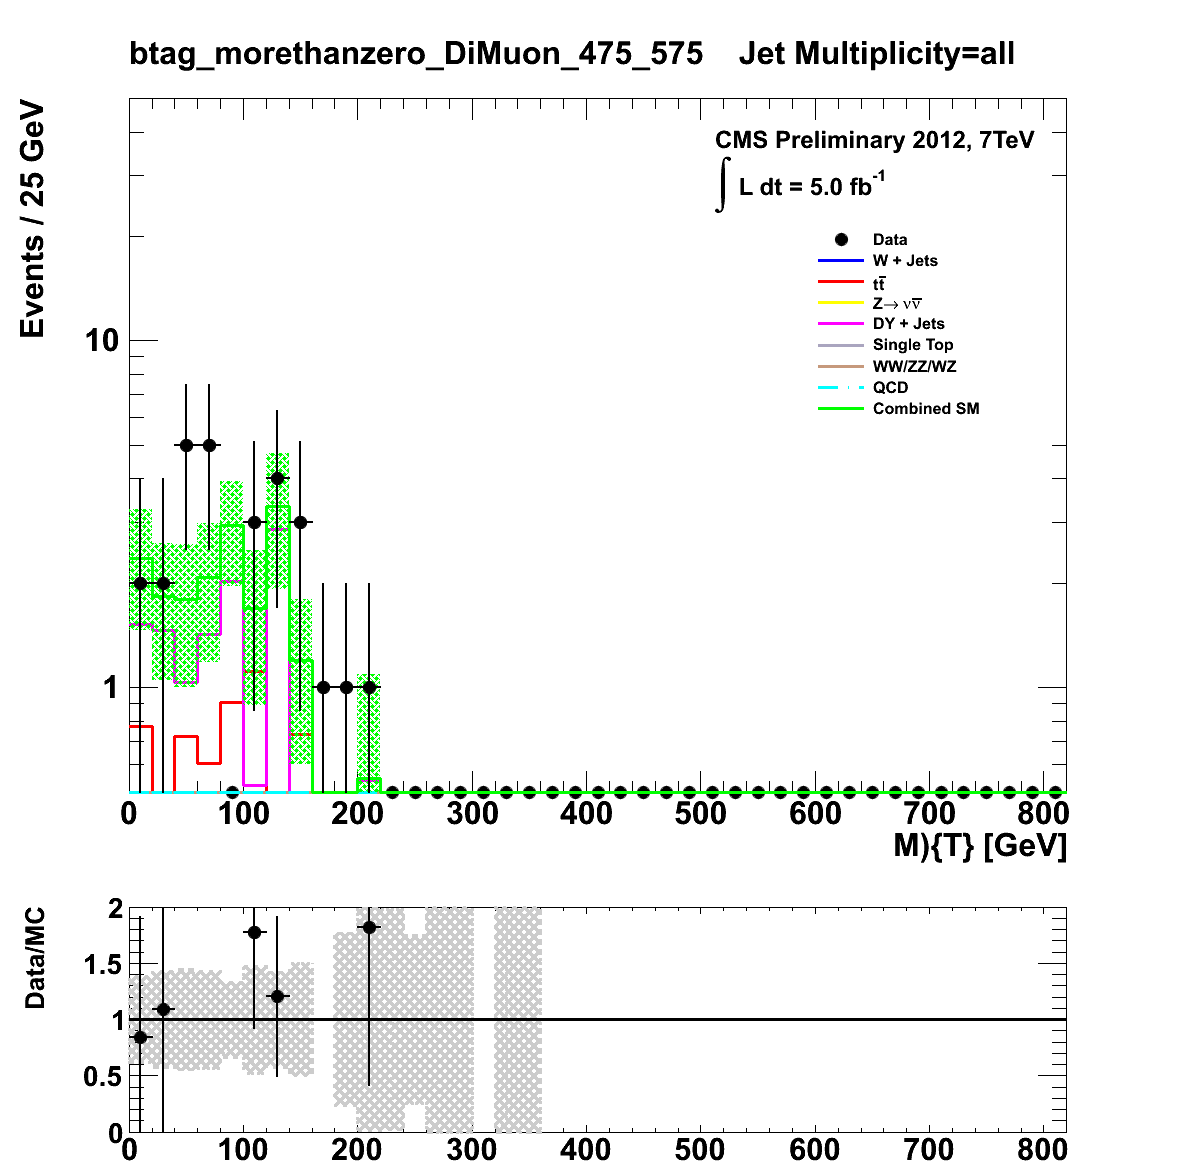 btag_morethanzero_DiMuon_475_575 Jet Multiplicity=all
Events / 25 GeV
CMS Preliminary 2012, 7TeV
∫ L dt = 5.0 fb⁻¹
Data
W + Jets
tt̅
Z→ νν̅
DY + Jets
Single Top
WW/ZZ/WZ
QCD
Combined SM
10
1
0 100 200 300 400 500 600 700 800
M){T} [GeV]
Data/MC
2
1.5
1
0.5
0
0 100 200 300 400 500 600 700 800